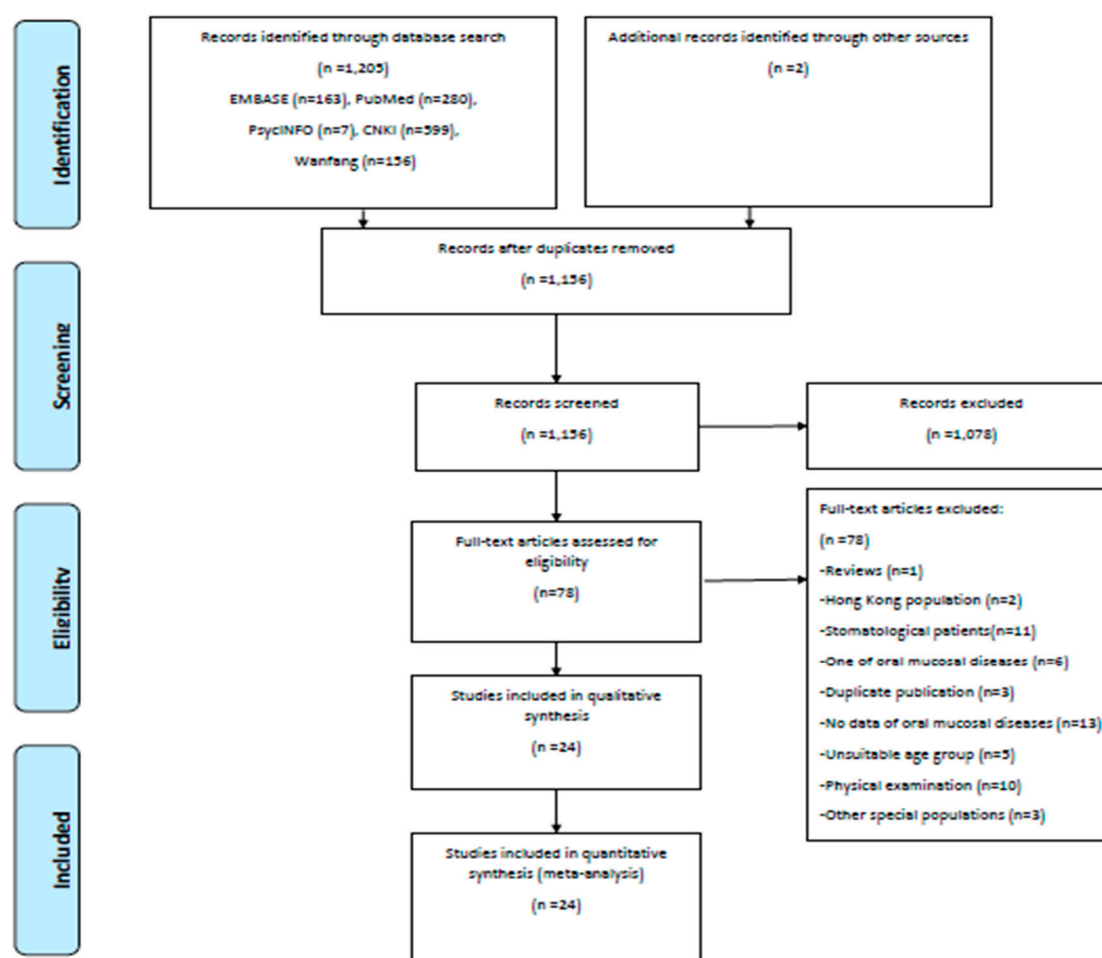 Identification
Records identified through database search
(n =1,205)
EMBASE (n=163), PubMed (n=280),
PsycINFO (n=7), CNKI (n=599),
Wanfang (n=156)
Additional records identified through other sources
(n =2)
Records after duplicates removed
(n =1,156)
Screening
Records screened
(n =1,156)
Records excluded
(n =1,078)
Eligibility
Full-text articles assessed for
eligibility
(n=78)
Full-text articles excluded:
(n =78)
-Reviews (n=1)
-Hong Kong population (n=2)
-Stomatological patients(n=11)
-One of oral mucosal diseases (n=6)
-Duplicate publication (n=3)
-No data of oral mucosal diseases (n=13)
-Unsuitable age group (n=5)
-Physical examination (n=10)
-Other special populations (n=3)
Studies included in qualitative
synthesis
(n =24)
Included
Studies included in quantitative
synthesis (meta-analysis)
(n =24)